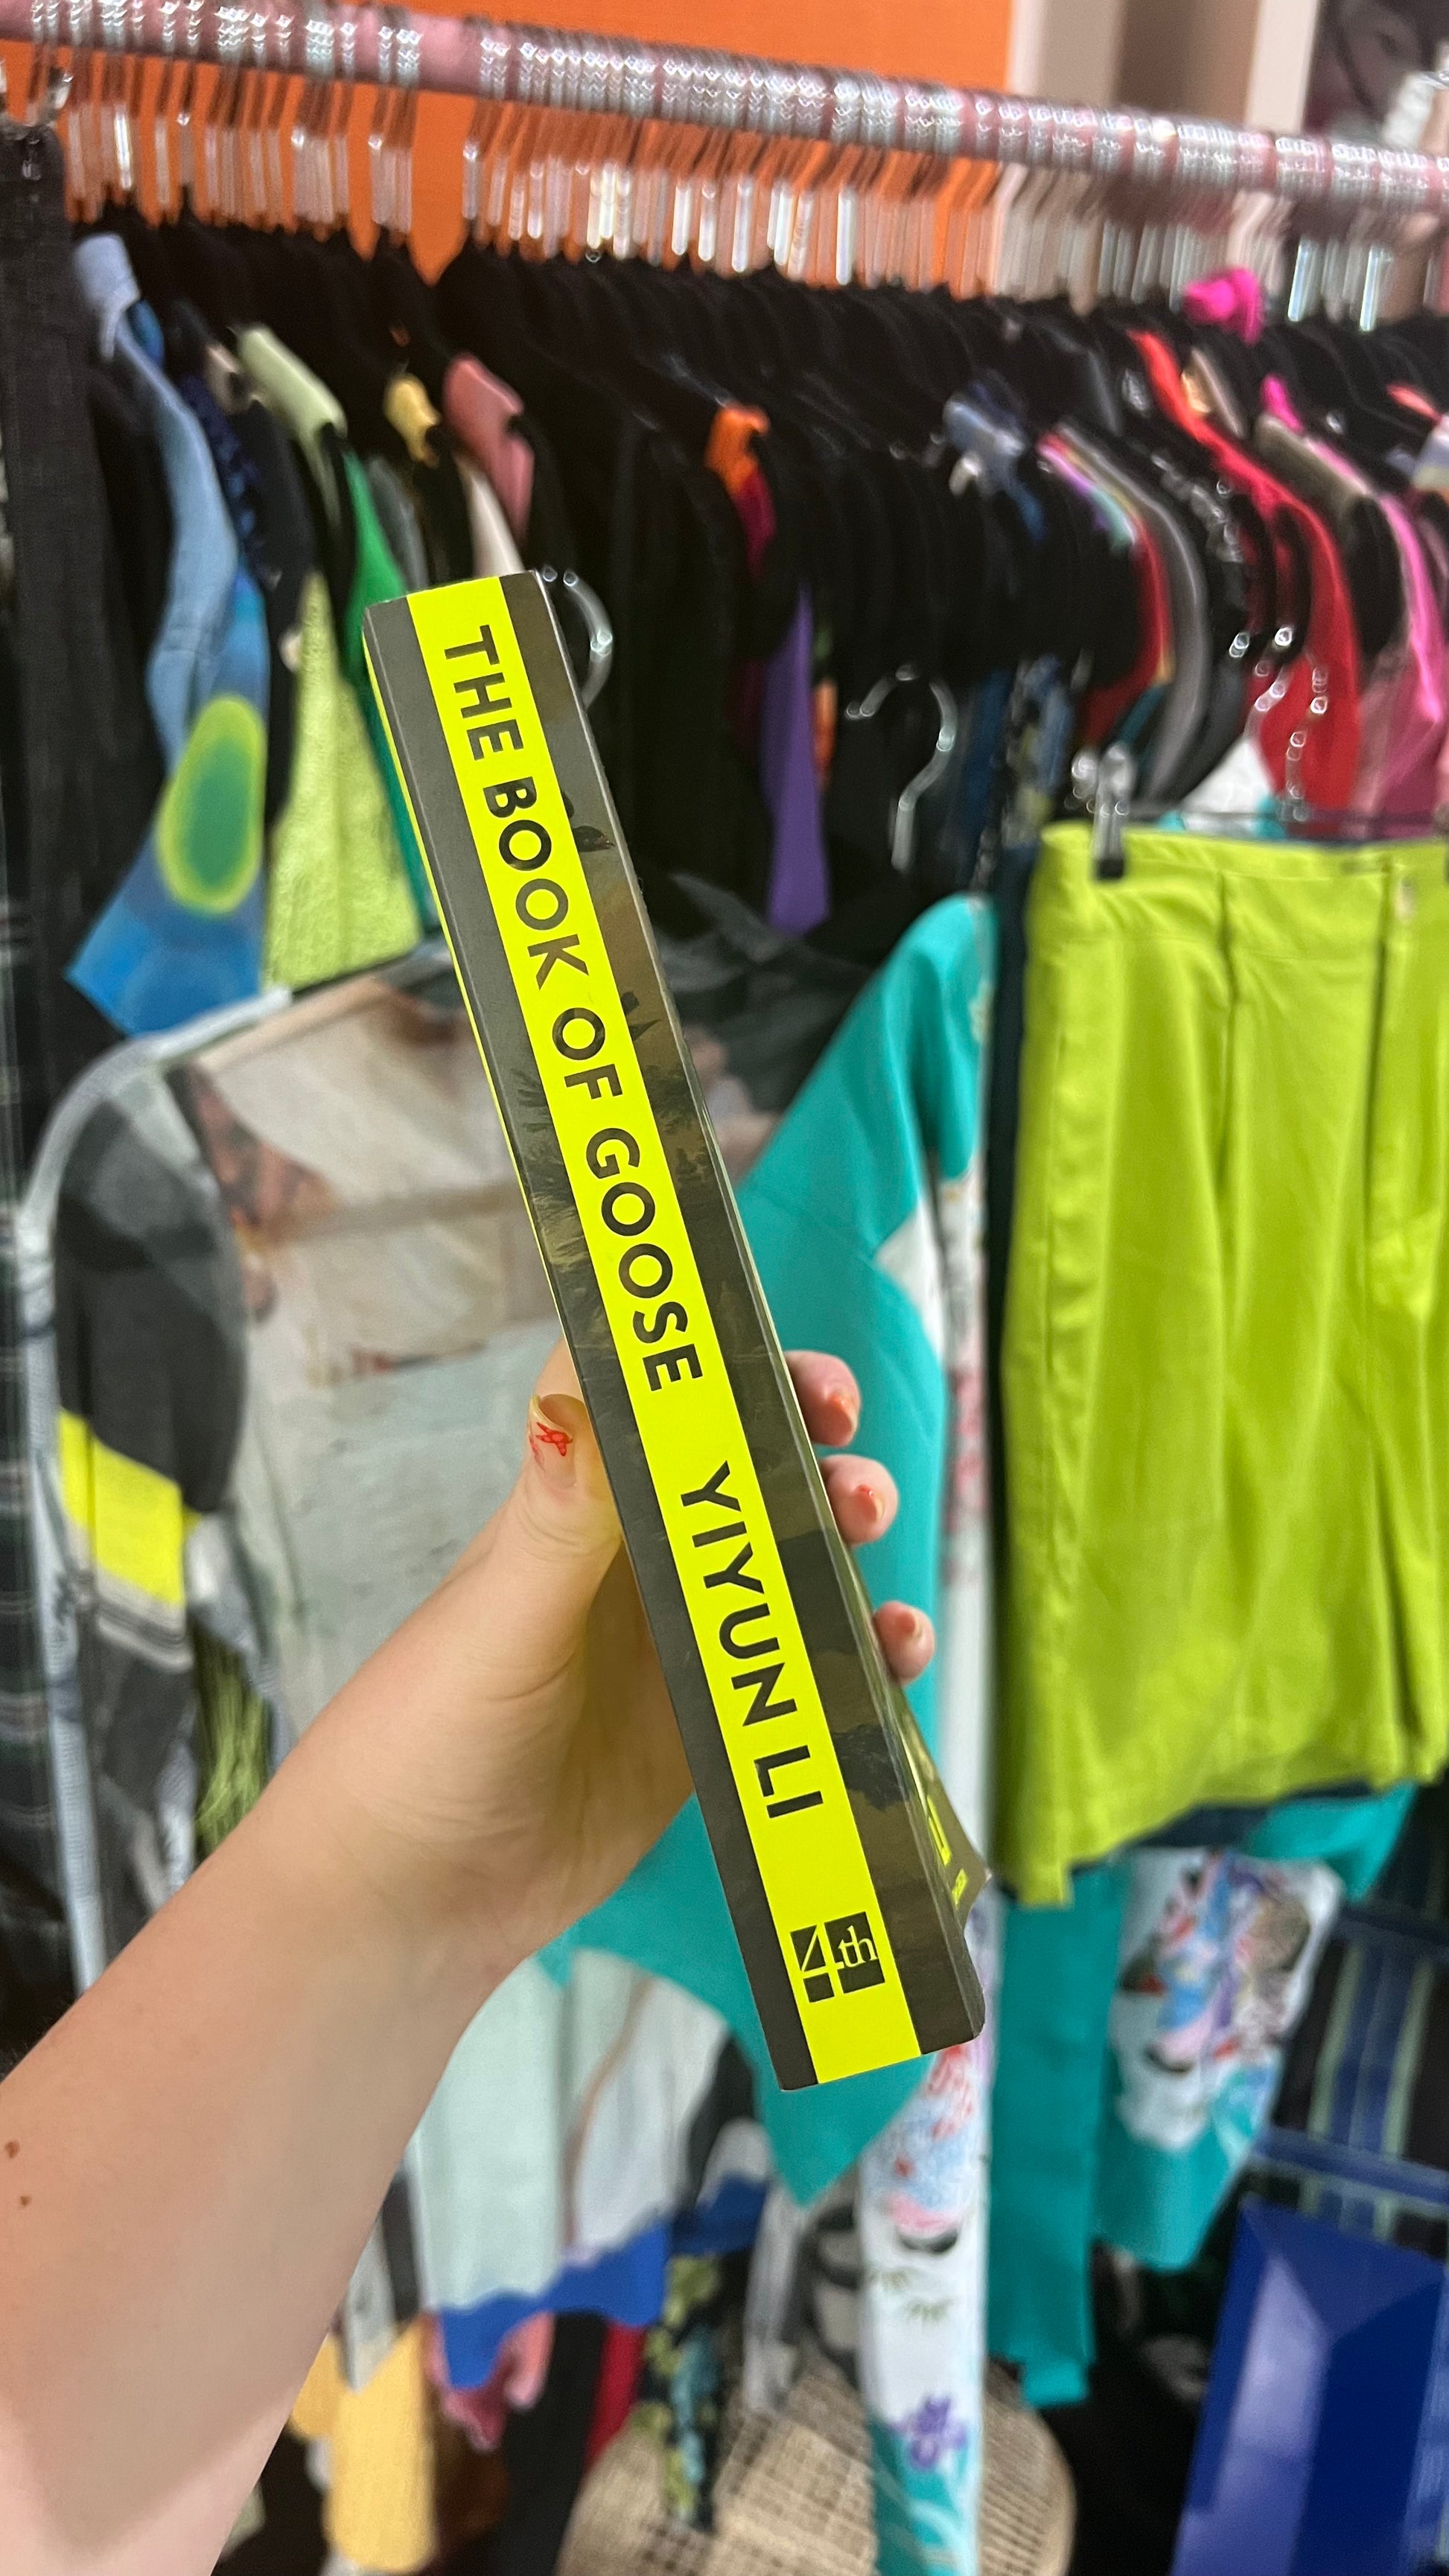 THE BOOK OF GOOSE YIYUN LI
4th